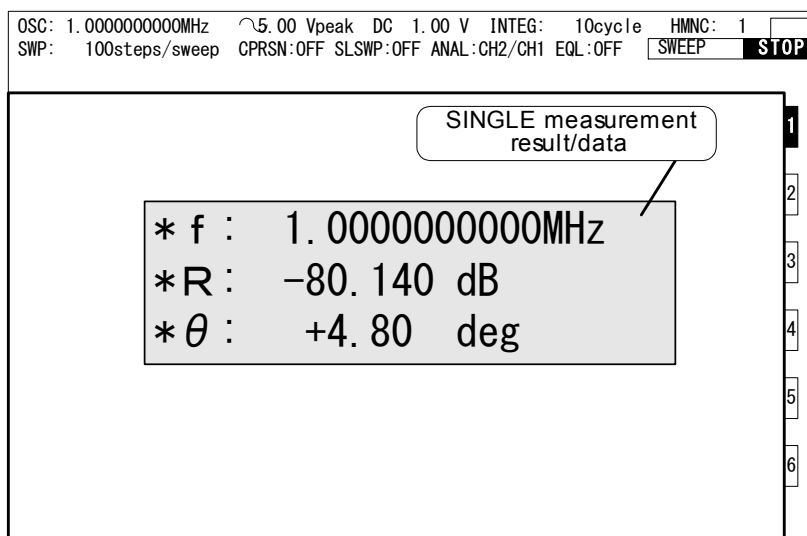 OSC: 1.0000000000MHz 5.00 Vpeak DC 1.00 V INTEG: 10cycle HMNC: 1
SWP: 100steps/sweep CPRSN:OFF SLSWP:OFF ANAL:CH2/CH1 EQL:OFF SWEEP STOP
SINGLE measurement
result/data
*f: 1.0000000000MHz
*R: -80.140 dB
*θ: +4.80 deg
1
2
3
4
5
6